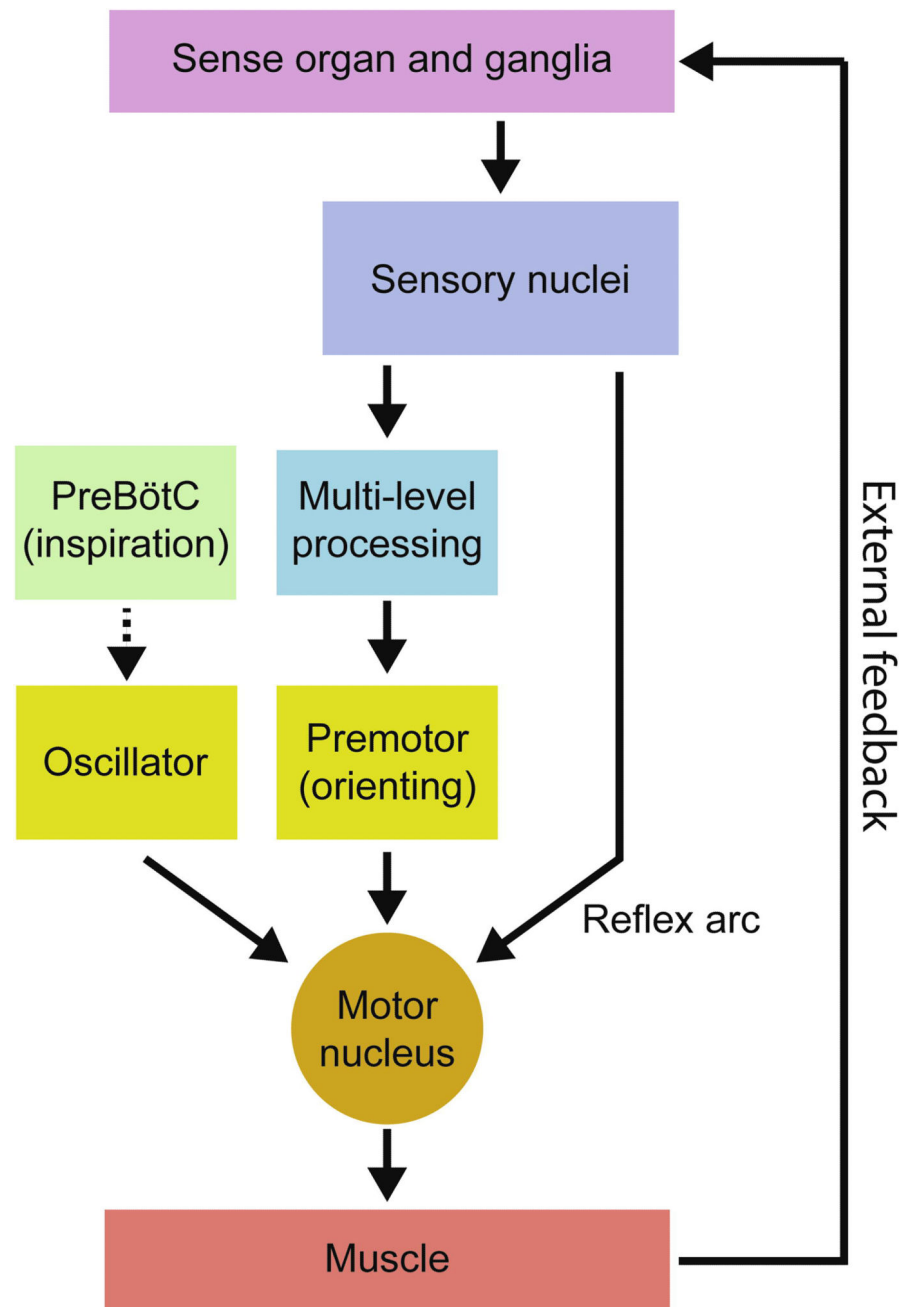 Sense organ and ganglia
Sensory nuclei
PreBötC
(inspiration)
Multi-level
processing
Oscillator
Premotor
(orienting)
External feedback
Reflex arc
Motor
nucleus
Muscle